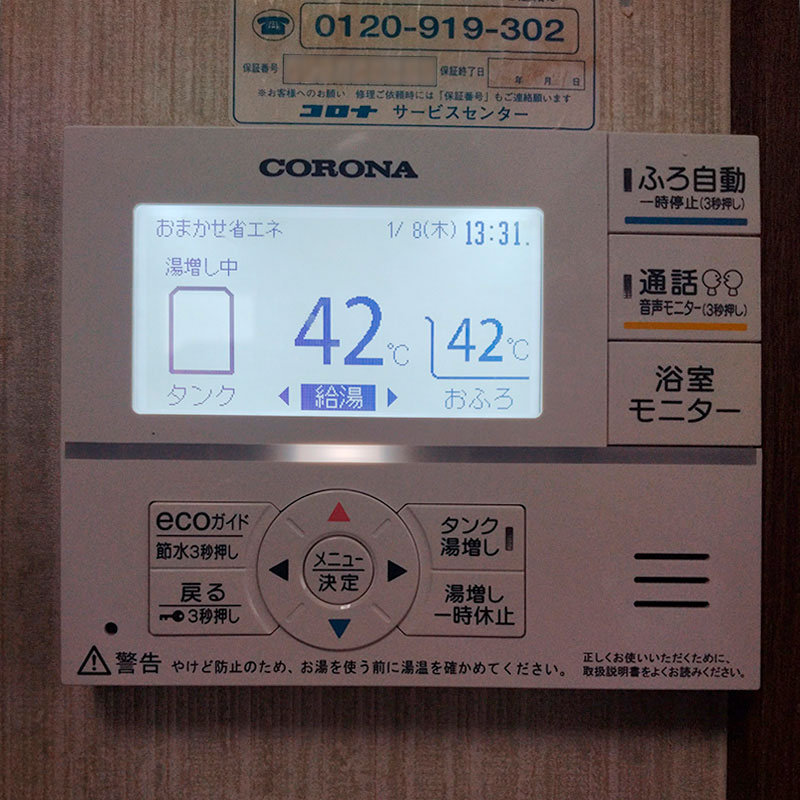 0120-919-302
保証番号
保証終了日
年 月 日
※お客様へのお願い 修理ご依頼時には「保証番号」もご連絡願います
コロナ サービスセンター
CORONA
おまかせ省エネ 1/ 8(木) 13:31.
湯増し中
42℃
42℃
タンク
給湯
おふろ
ふろ自動
一時停止(3秒押し)
通話
音声モニター(3秒押し)
浴室
モニター
ecoガイド
節水3秒押し
戻る
3秒押し
メニュー
決定
タンク
湯増し
湯増し
一時休止
警告 やけど防止のため、お湯を使う前に湯温を確かめてください。
正しくお使いいただくために、
取扱説明書をよくお読みください。